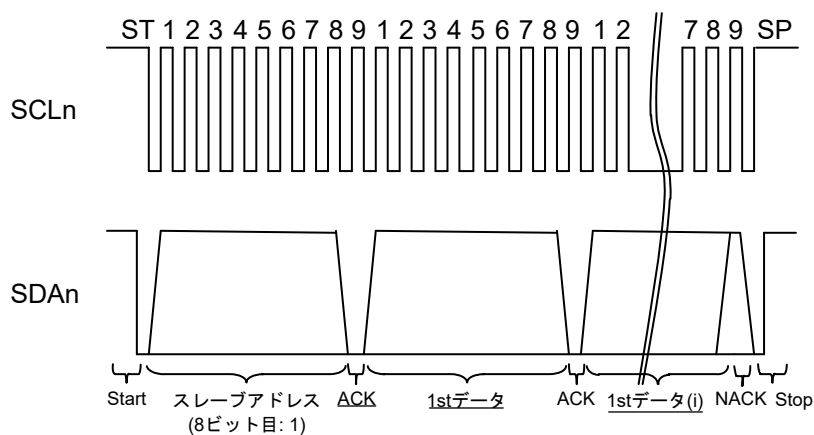 ST 1 2 3 4 5 6 7 8 9 1 2 3 4 5 6 7 8 9 1 2 7 8 9 SP
SCLn
SDAn
Start スレーブアドレス ACK 1stデータ ACK 1stデータ(i) NACK Stop
(8ビット目: 1)